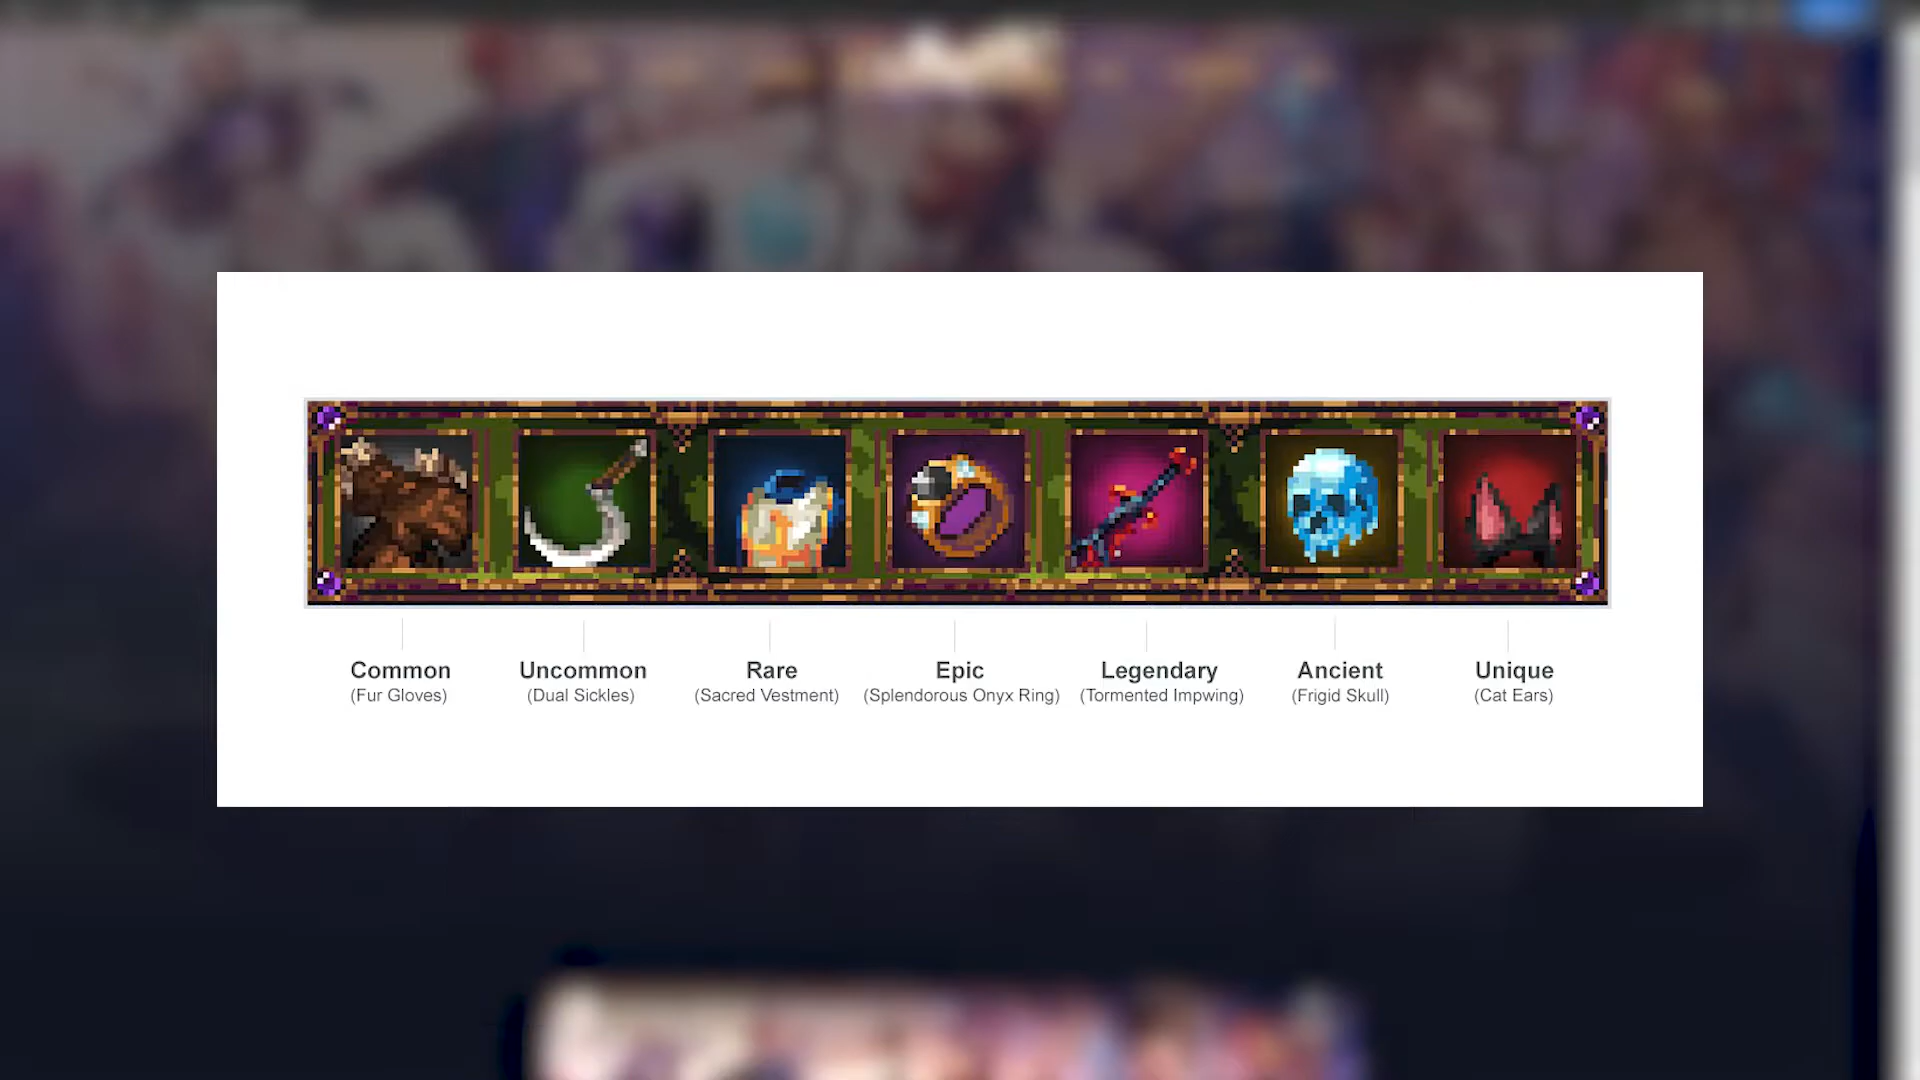 Common
(Fur Gloves)
Uncommon
(Dual Sickles)
Rare
(Sacred Vestment)
Epic
(Splendorous Onyx Ring)
Legendary
(Tormented Impwing)
Ancient
(Frigid Skull)
Unique
(Cat Ears)